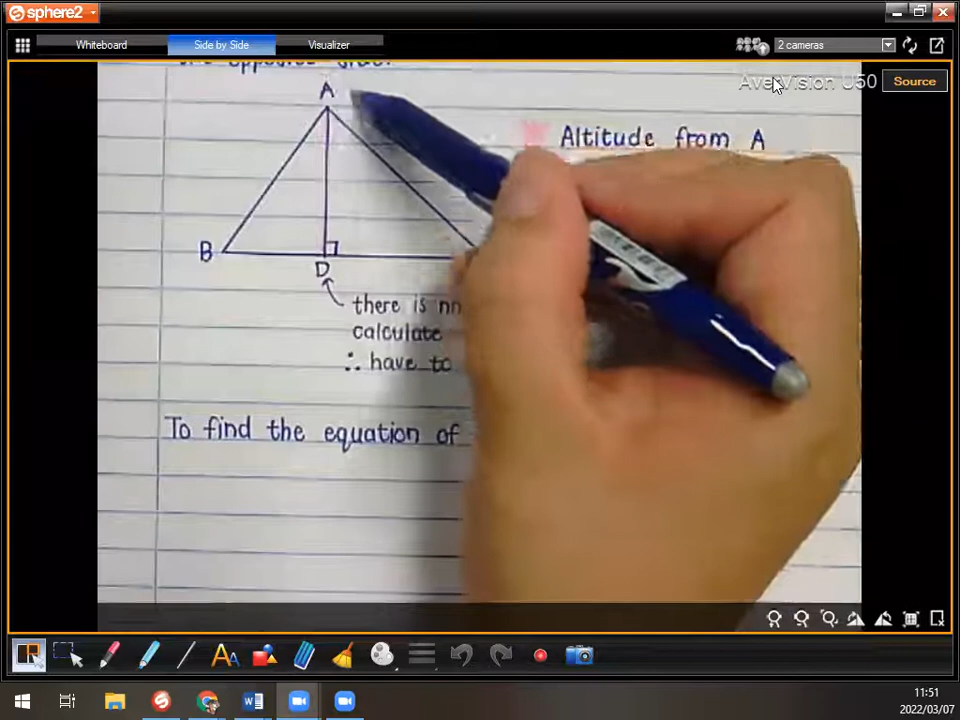 sphere2
Whiteboard
Side by Side
Visualizer
2 cameras
AverVision U50
Source
opposite
A
Altitude from A
B
D
there is
calculate
∴ have to
To find the equation of
11:51
2022/03/07